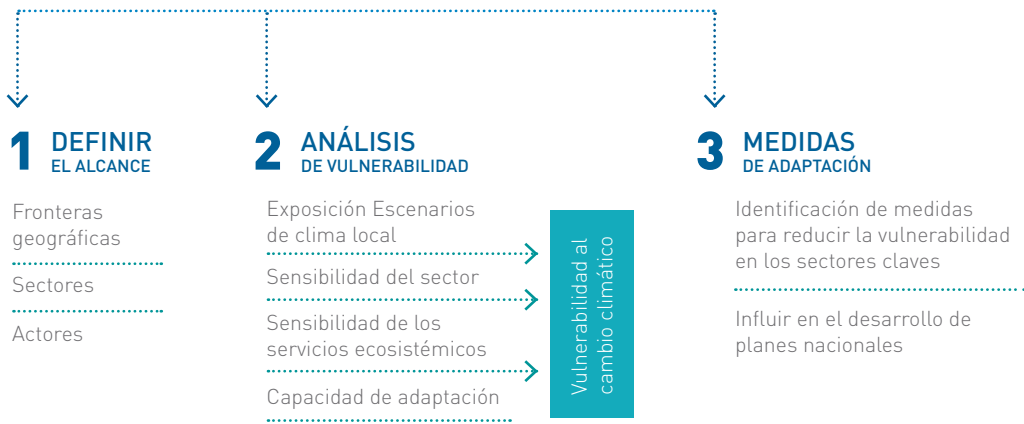 1 DEFINIR
EL ALCANCE
Fronteras
geográficas
Sectores
Actores
2 ANÁLISIS
DE VULNERABILIDAD
Exposición Escenarios
de clima local
Sensibilidad del sector
Sensibilidad de los
servicios ecosistémicos
Capacidad de adaptación
Vulnerabilidad al
cambio climático
3 MEDIDAS
DE ADAPTACIÓN
Identificación de medidas
para reducir la vulnerabilidad
en los sectores claves
Influir en el desarrollo de
planes nacionales